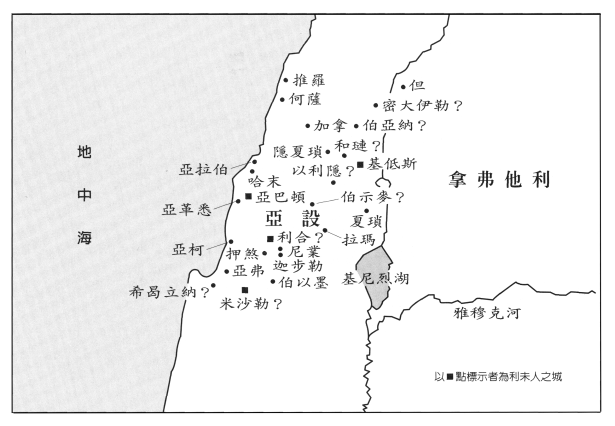 推羅
何薩
但
密大伊勒？
加拿
伯亞納？
地中海
隱夏瑣
和璉？
亞拉伯
以利隱？
基低斯
哈末
拿弗他利
亞革悉
亞巴頓
伯示麥？
亞設
夏瑣
利合？
拉瑪
亞柯
押煞
尼業
亞弗
迦步勒
基尼烈湖
希曷立納？
伯以墨
米沙勒？
雅穆克河
以■點標示者為利未人之城